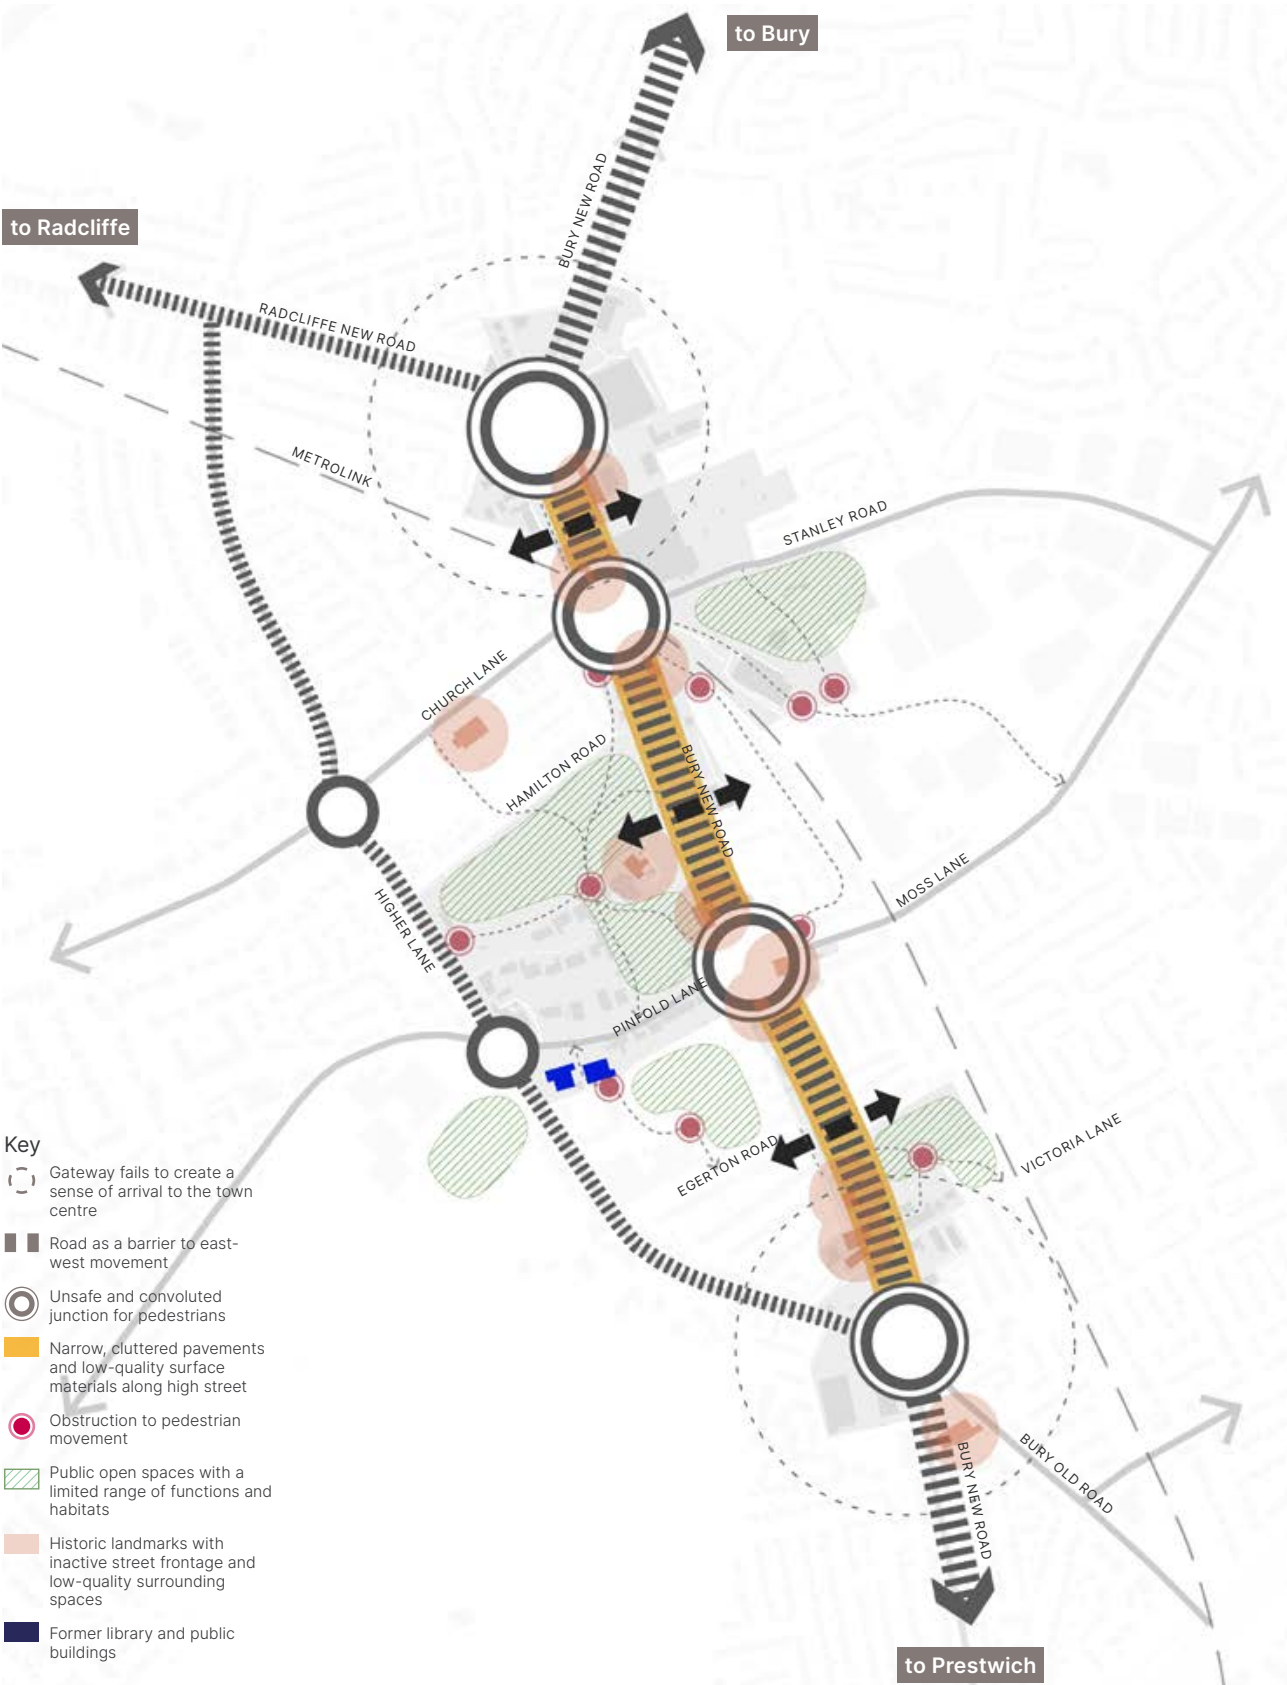 to Bury
BURY NEW ROAD
to Radcliffe
RADCLIFFE NEW ROAD
METROLINK
STANLEY ROAD
CHURCH LANE
HAMILTON ROAD
BURY NEW ROAD
MOSS LANE
HIGHER LANE
PINFOLD LANE
EGERTON ROAD
VICTORIA LANE
BURY OLD ROAD
BURY NEW ROAD
to Prestwich
Key
Gateway fails to create a
sense of arrival to the town
centre
Road as a barrier to east-
west movement
Unsafe and convoluted
junction for pedestrians
Narrow, cluttered pavements
and low-quality surface
materials along high street
Obstruction to pedestrian
movement
Public open spaces with a
limited range of functions and
habitats
Historic landmarks with
inactive street frontage and
low-quality surrounding
spaces
Former library and public
buildings